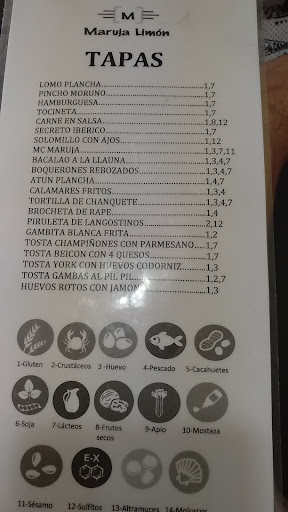 M
Maruja Limón
TAPAS
LOMO PLANCHA 1,7
PINCHO MORUNO 1,7
HAMBURGUESA 1,7
TOCINETA 1,7
CARNE EN SALSA 1,8,12
SECRETO IBERICO 1,7
SOLOMILLO CON AJOS 1,12
MC MARUJA 1,3,7,11
BACALAO A LA LLAUNA 1,3,4,7
BOQUERONES REBOZADOS 1,3,4,7
ATUN PLANCHA 1,4,7
CALAMARES FRITOS 1,3,4
TORTILLA DE CHANQUETE 1,3,4,7
BROCHETA DE RAPE 1,4
PIRULETA DE LANGOSTINOS 2,12
GAMBITA BLANCA FRITA 1,2
TOSTA CHAMPIÑONES CON PARMESANO 1,7
TOSTA BEICON CON 4 QUESOS 1,7
TOSTA YORK CON HUEVOS CODORNIZ 1,3
TOSTA GAMBAS AL PIL PIL 1,2,7
HUEVOS ROTOS CON JAMON 1,3
1-Gluten 2-Crustáceos 3 -Huevo 4-Pescado 5-Cacahuetes
6-Soja 7-Lácteos 8-Frutos secos 9-Apio 10-Mostaza
E-X
11-Sésamo 12-Sulfitos 13-Altramuces 14-Moluscos